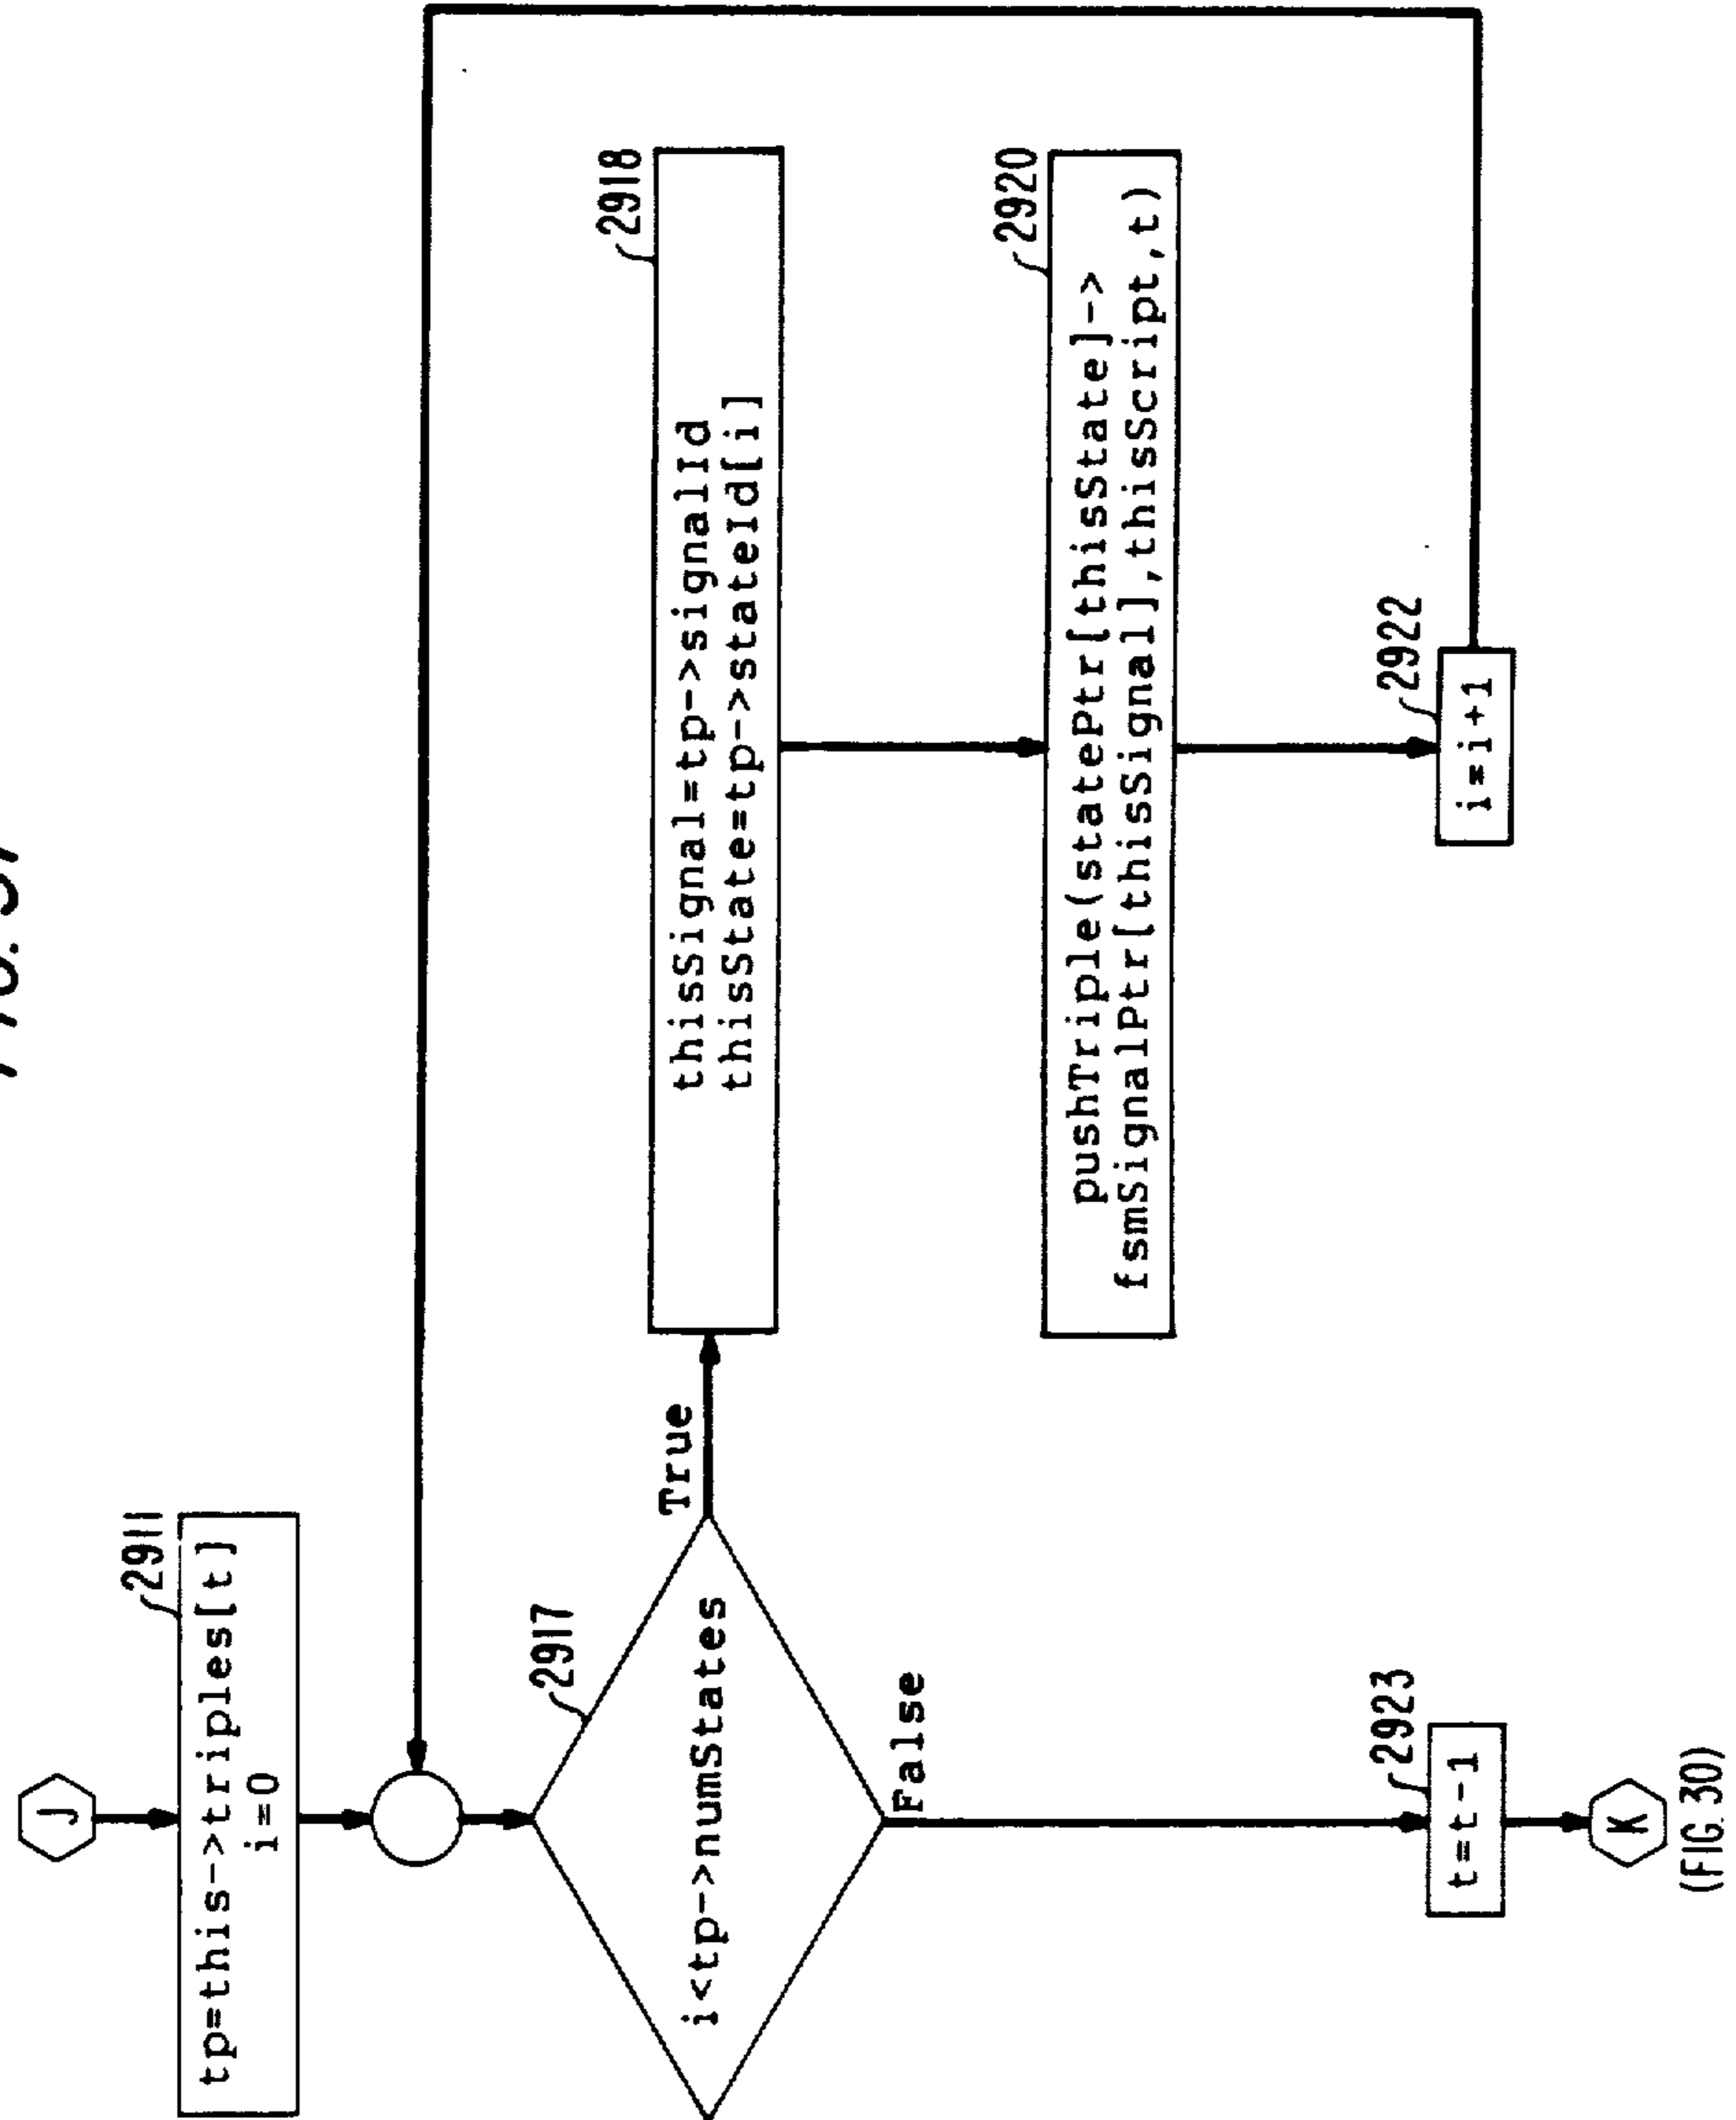 J
2911
tp=this->triples[t]
i=0
2917
i<tp->numStates
True
2918
thisSignal=tp->signalId
thisState=tp->stateId[i]
2920
pushTriple(statePtr[thisState]->
fsmSignalPtr[thisSignal],thisScript,t)
2922
i=i+1
False
2923
t=t-1
K
(FIG. 30)